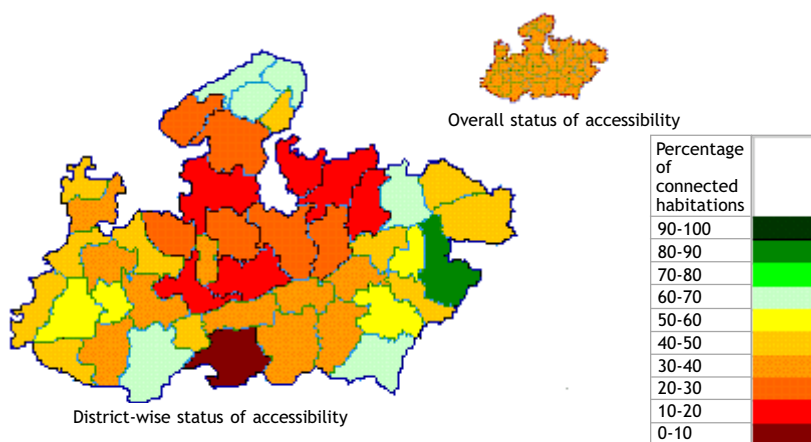 Overall status of accessibility
Percentage
of
connected
habitations
90-100
80-90
70-80
60-70
50-60
40-50
30-40
20-30
10-20
0-10
District-wise status of accessibility